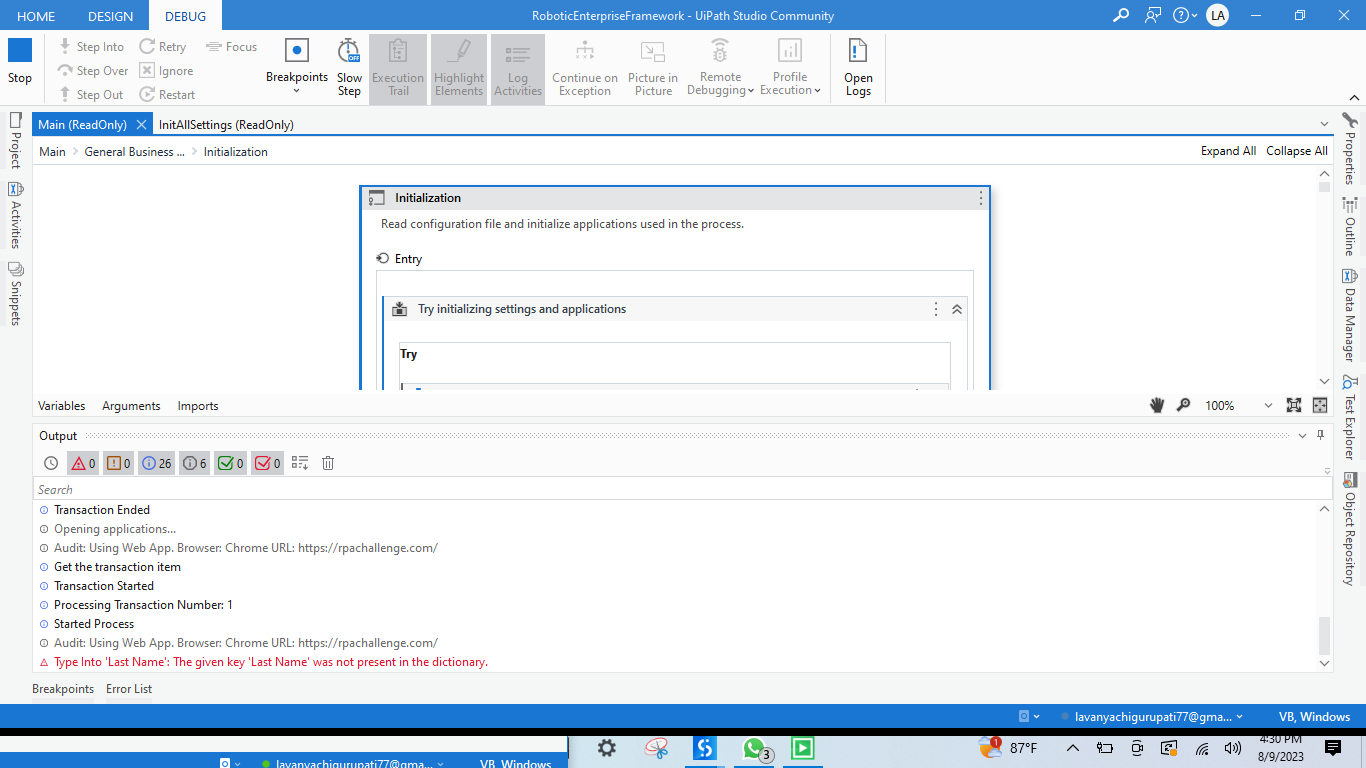 HOME DESIGN DEBUG RoboticEnterpriseFramework - UiPath Studio Community LA
Stop
Step Into Retry Focus
Step Over Ignore
Step Out Restart
Breakpoints
Slow Step
OFF
Execution Trail
Highlight Elements
Log Activities
Continue on Exception
Picture in Picture
Remote Debugging
Profile Execution
Open Logs
Main (ReadOnly) InitAllSettings (ReadOnly)
Main General Business ... Initialization Expand All Collapse All
Project
Activities
Snippets
Initialization
Read configuration file and initialize applications used in the process.
Entry
Try initializing settings and applications
Try
Properties
Outline
Data Manager
Test Explorer
Object Repository
Variables Arguments Imports 100%
Output
0 0 26 6 0 0
Search
Transaction Ended
Opening applications...
Audit: Using Web App. Browser: Chrome URL: https://rpachallenge.com/
Get the transaction item
Transaction Started
Processing Transaction Number: 1
Started Process
Audit: Using Web App. Browser: Chrome URL: https://rpachallenge.com/
Type Into 'Last Name': The given key 'Last Name' was not present in the dictionary.
Breakpoints Error List
lavanyachigurupati77@gma... VB, Windows
lavanyachigurupati77@gma... VB, Windows
3
1
87°F
4:30 PM
8/9/2023